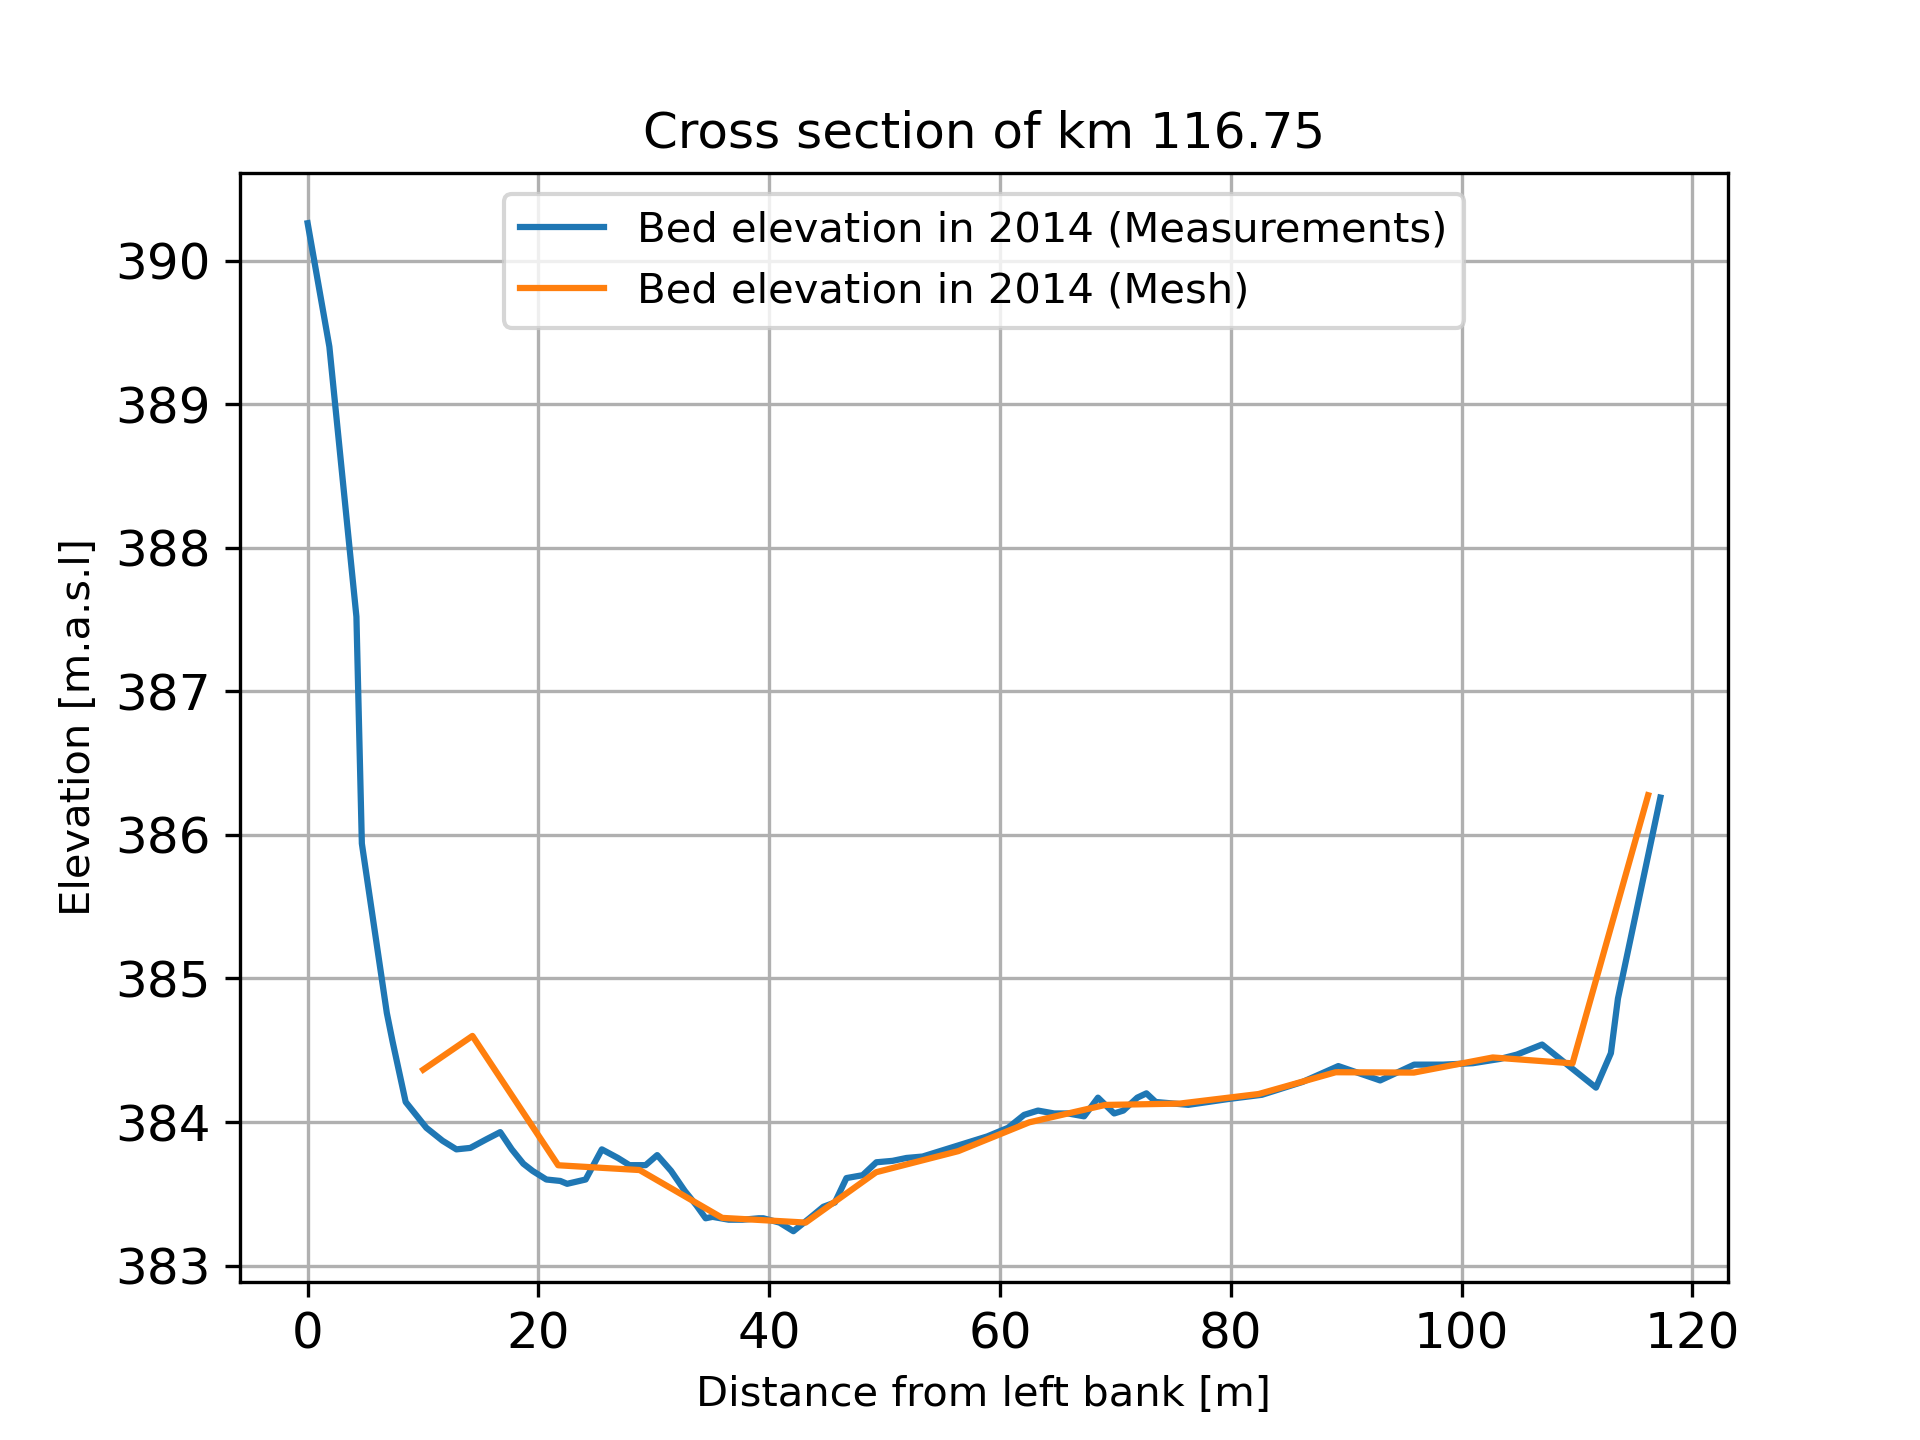 Cross section of km 116.75
Bed elevation in 2014 (Measurements)
Bed elevation in 2014 (Mesh)
Elevation [m.a.s.l]
390
389
388
387
386
385
384
383
0 20 40 60 80 100 120
Distance from left bank [m]